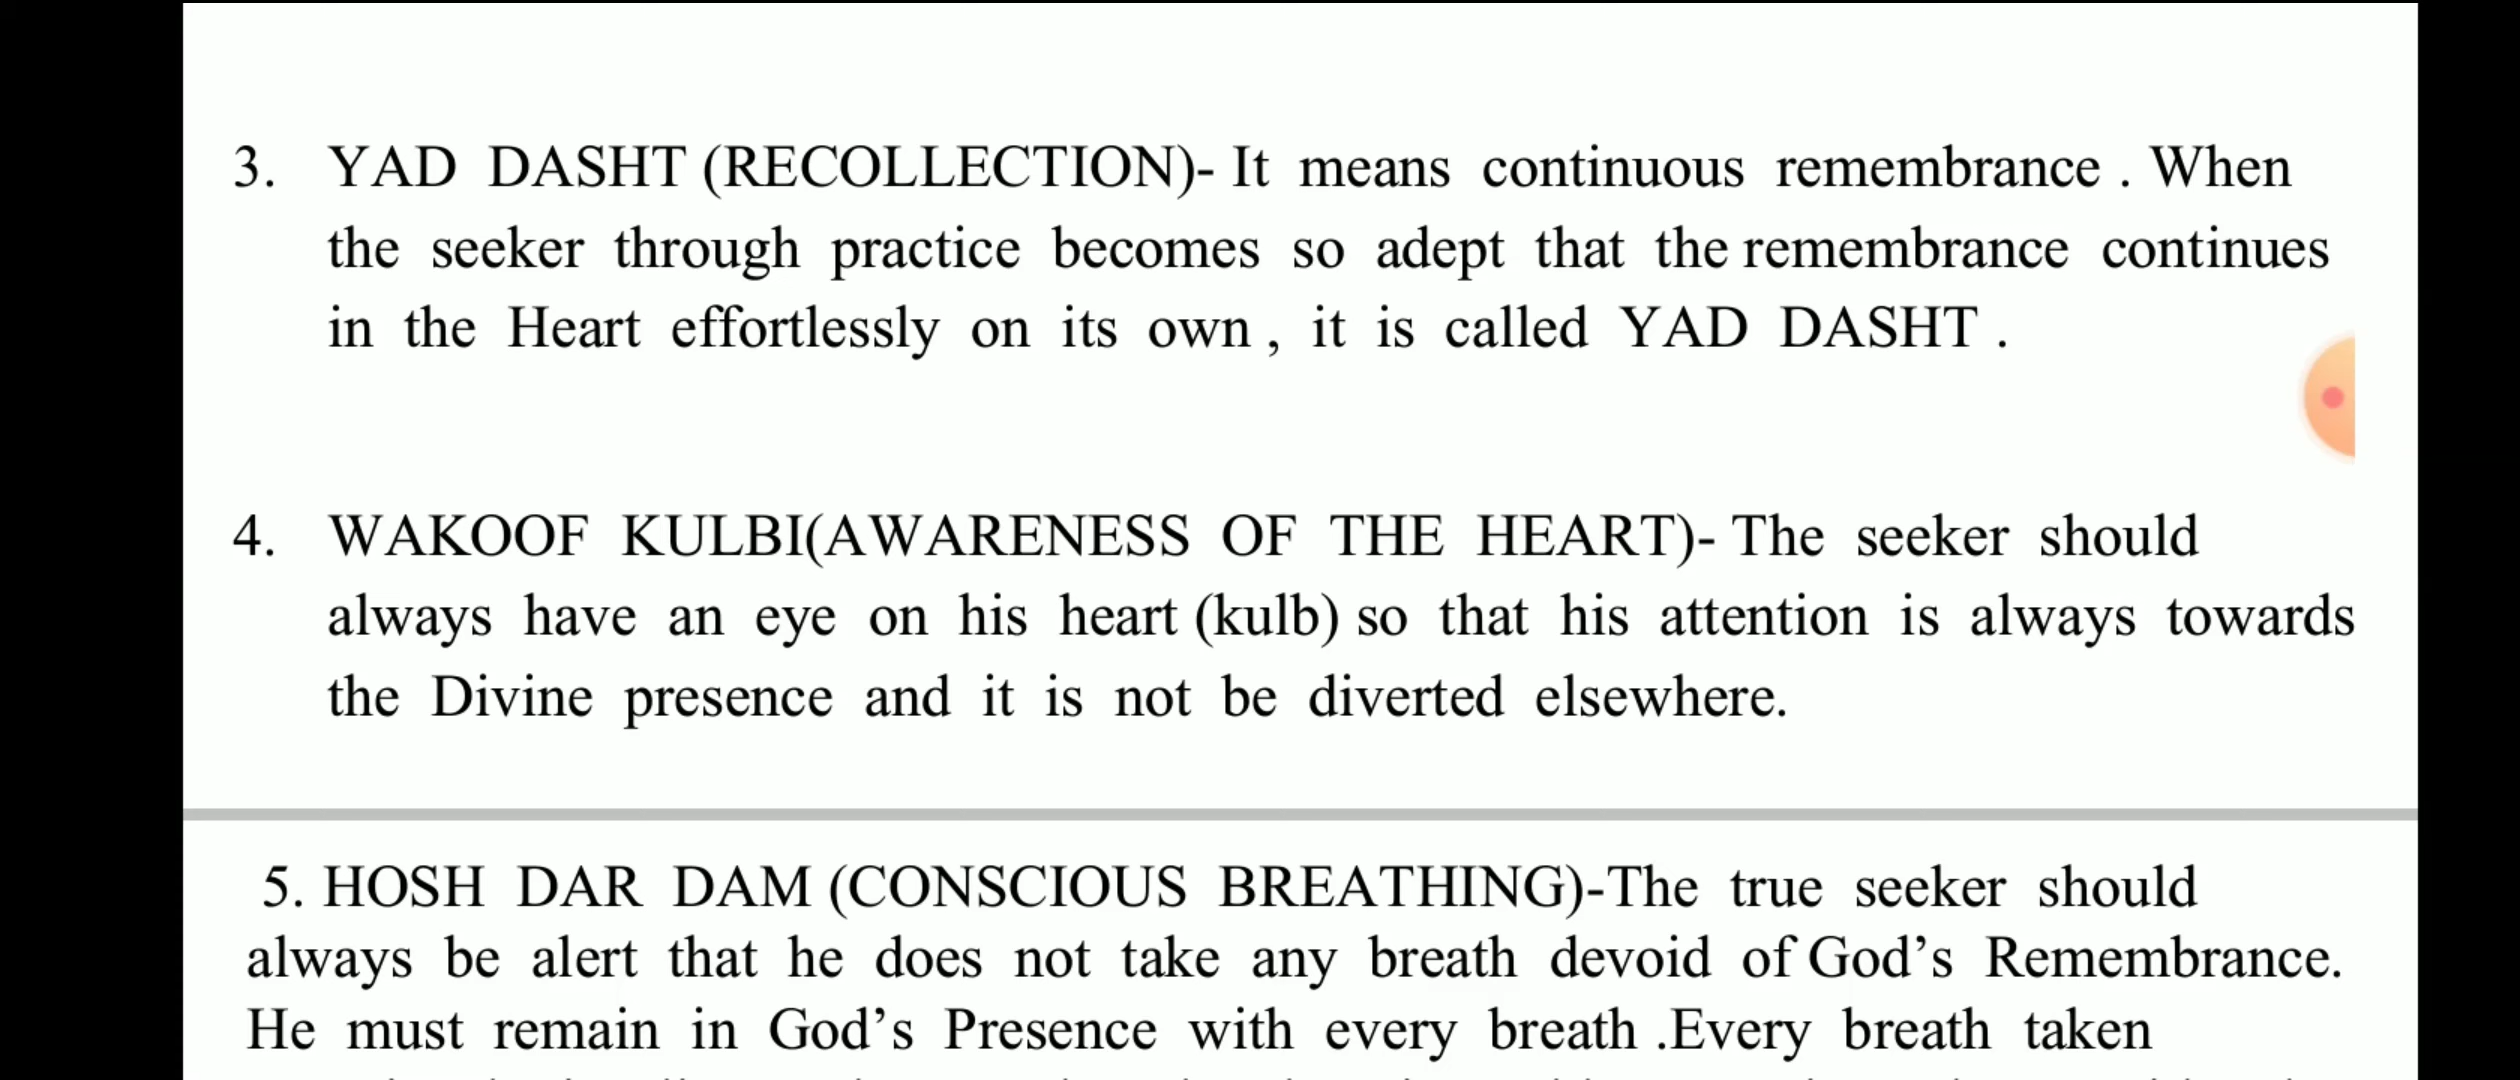 3. YAD DASHT (RECOLLECTION)- It means continuous remembrance . When
the seeker through practice becomes so adept that the remembrance continues
in the Heart effortlessly on its own , it is called YAD DASHT .
4. WAKOOF KULBI(AWARENESS OF THE HEART)- The seeker should
always have an eye on his heart (kulb) so that his attention is always towards
the Divine presence and it is not be diverted elsewhere.
5. HOSH DAR DAM (CONSCIOUS BREATHING)-The true seeker should
always be alert that he does not take any breath devoid of God’s Remembrance.
He must remain in God’s Presence with every breath .Every breath taken